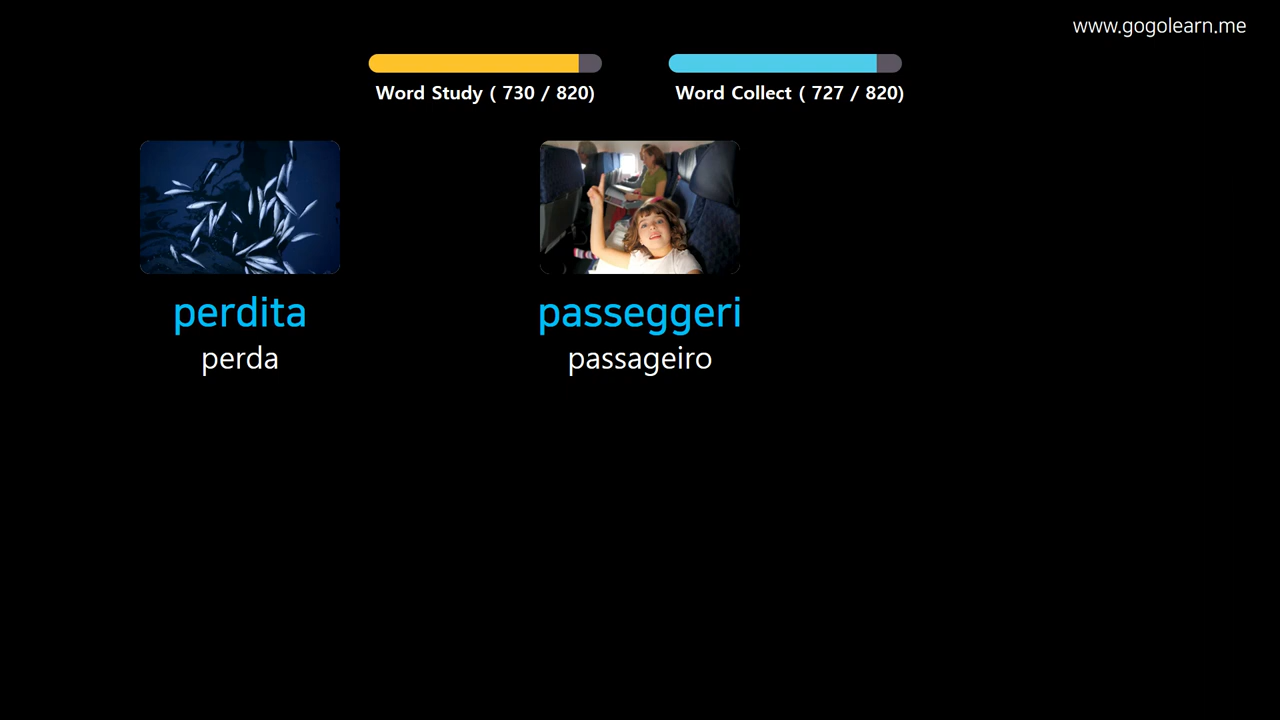 www.gogolearn.me
Word Study ( 730 / 820)
Word Collect ( 727 / 820)
perdita
perda
passeggeri
passageiro